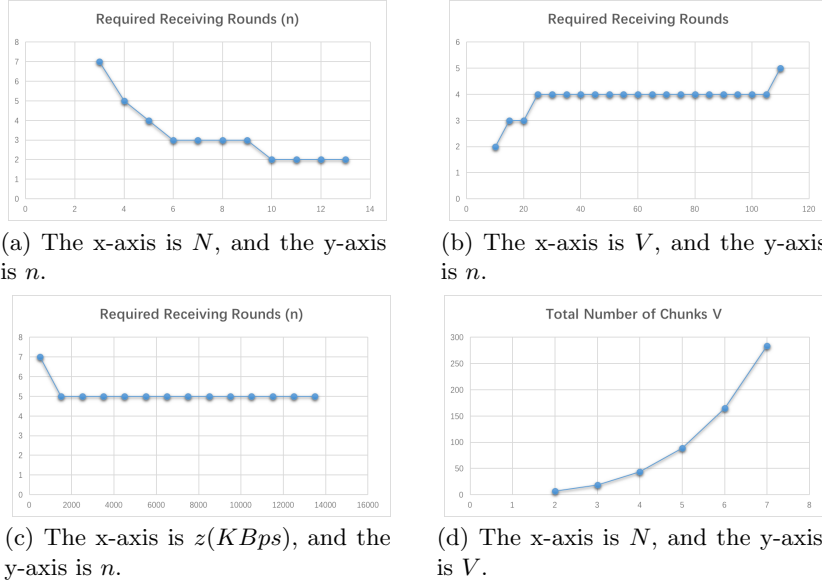 Required Receiving Rounds (n)
8
7
6
5
4
3
2
1
0
0 2 4 6 8 10 12 14
(a) The x-axis is N, and the y-axis
is n.
Required Receiving Rounds
6
5
4
3
2
1
0
0 20 40 60 80 100 120
(b) The x-axis is V, and the y-axis
is n.
Required Receiving Rounds (n)
8
7
6
5
4
3
2
1
0
0 2000 4000 6000 8000 10000 12000 14000 16000
(c) The x-axis is z(KBps), and the
y-axis is n.
Total Number of Chunks V
300
250
200
150
100
50
0
0 1 2 3 4 5 6 7 8
(d) The x-axis is N, and the y-axis
is V.